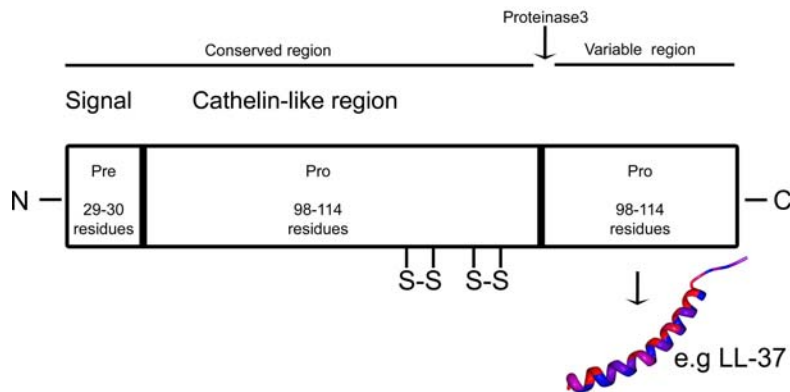 Proteinase3
Conserved region
Variable region
Signal
Cathelin-like region
N
Pre
29-30
residues
Pro
98-114
residues
Pro
98-114
residues
C
S-S
S-S
e.g LL-37